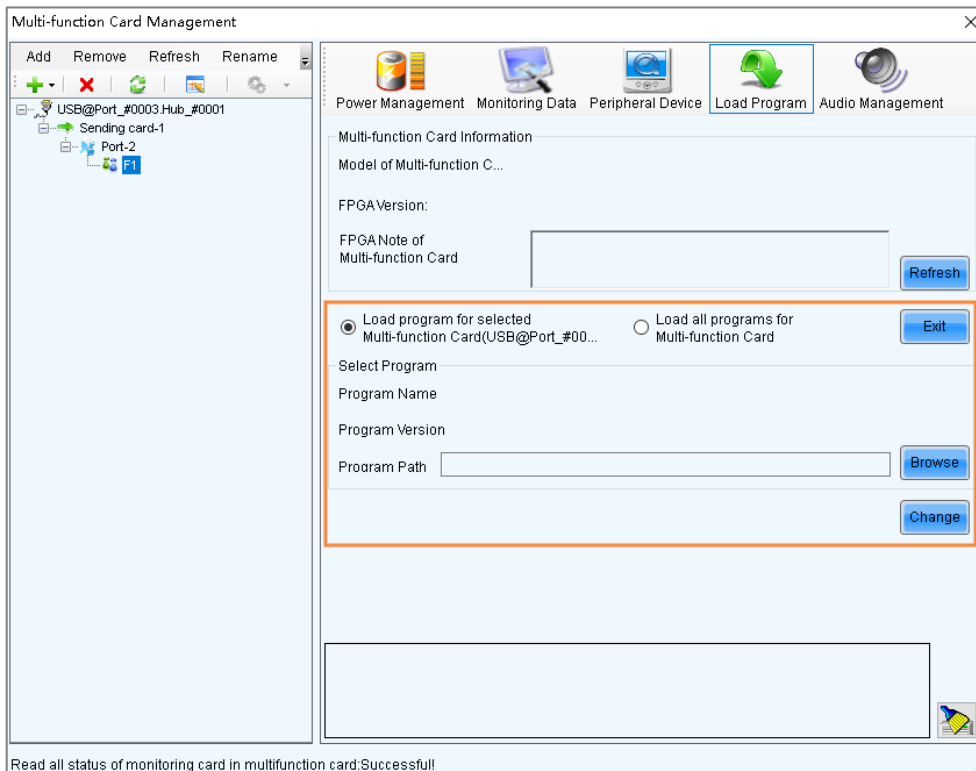 Multi-function Card Management
Add Remove Refresh Rename
USB@Port_#0003.Hub_#0001
Sending card-1
Port-2
F1
Power Management Monitoring Data Peripheral Device Load Program Audio Management
Multi-function Card Information
Model of Multi-function C...
FPGA Version:
FPGA Note of
Multi-function Card
Refresh
Load program for selected
Multi-function Card(USB@Port_#00...
Load all programs for
Multi-function Card
Exit
Select Program
Program Name
Program Version
Program Path
Browse
Change
Read all status of monitoring card in multifunction card:Successful!